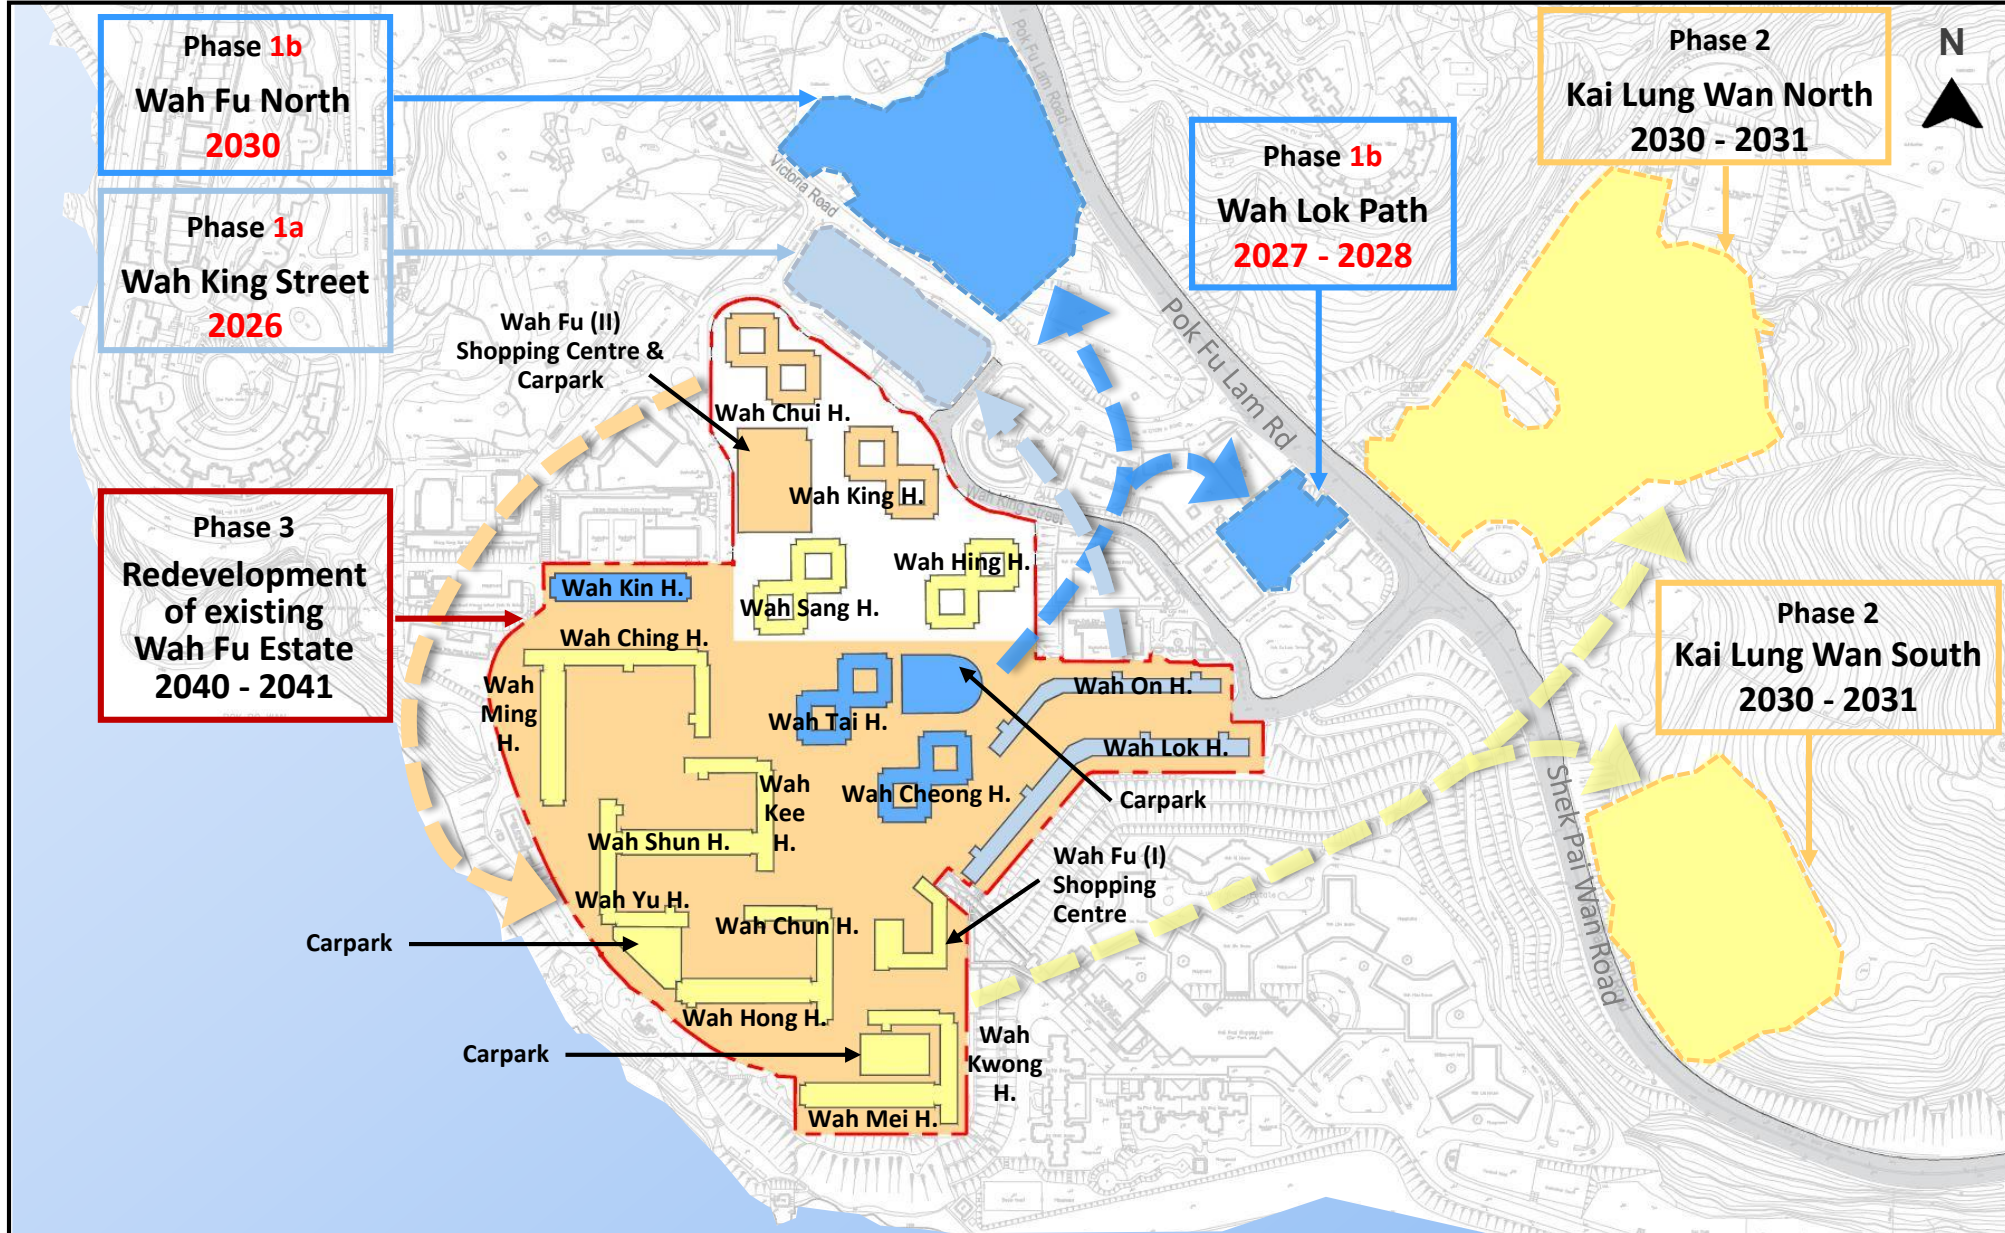 Phase 1b
Wah Fu North
2030
Phase 1a
Wah King Street
2026
Phase 3
Redevelopment
of existing
Wah Fu Estate
2040 - 2041
Phase 1b
Wah Lok Path
2027 - 2028
Phase 2
Kai Lung Wan North
2030 - 2031
N
Phase 2
Kai Lung Wan South
2030 - 2031
Pok Fu Lam Road
Victoria Road
Pok Fu Lam Rd
Wah King Street
Shek Pai Wan Road
Wah Fu (II)
Shopping Centre &
Carpark
Wah Chui H.
Wah King H.
Wah Hing H.
Wah Sang H.
Wah Kin H.
Wah Ching H.
Wah
Ming
H.
Wah Tai H.
Wah On H.
Wah Lok H.
Wah Cheong H.
Carpark
Wah
Kee
H.
Wah Shun H.
Wah Yu H.
Wah Chun H.
Wah Fu (I)
Shopping
Centre
Carpark
Wah Hong H.
Carpark
Wah
Kwong
H.
Wah Mei H.